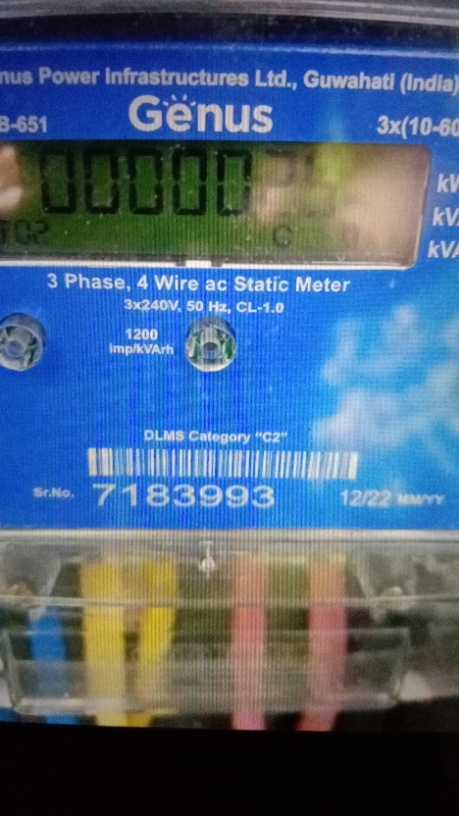 nus Power Infrastructures Ltd., Guwahati (India)
Genus
B-651
3x(10-60
00000
kW
kV
kVA
T02
C
3 Phase, 4 Wire ac Static Meter
3x240V, 50 Hz, CL-1.0
1200
imp/kVArh
DLMS Category "C2"
Sr.No. 7183993 12/22 MM/YY